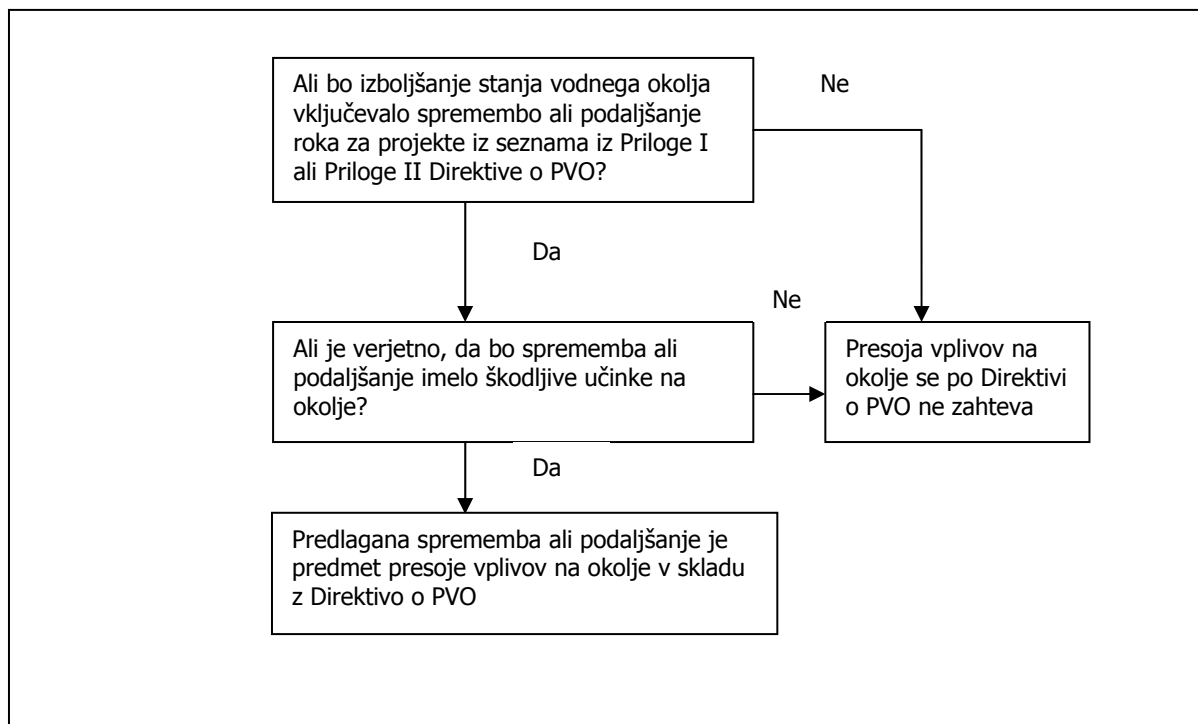 Ali bo izboljšanje stanja vodnega okolja
vključevalo spremembo ali podaljšanje
roka za projekte iz seznama iz Priloge I
ali Priloge II Direktive o PVO?
Ne
Da
Ne
Ali je verjetno, da bo sprememba ali
podaljšanje imelo škodljive učinke na
okolje?
Presoja vplivov na
okolje se po Direktivi
o PVO ne zahteva
Da
Predlagana sprememba ali podaljšanje je
predmet presoje vplivov na okolje v skladu
z Direktivo o PVO